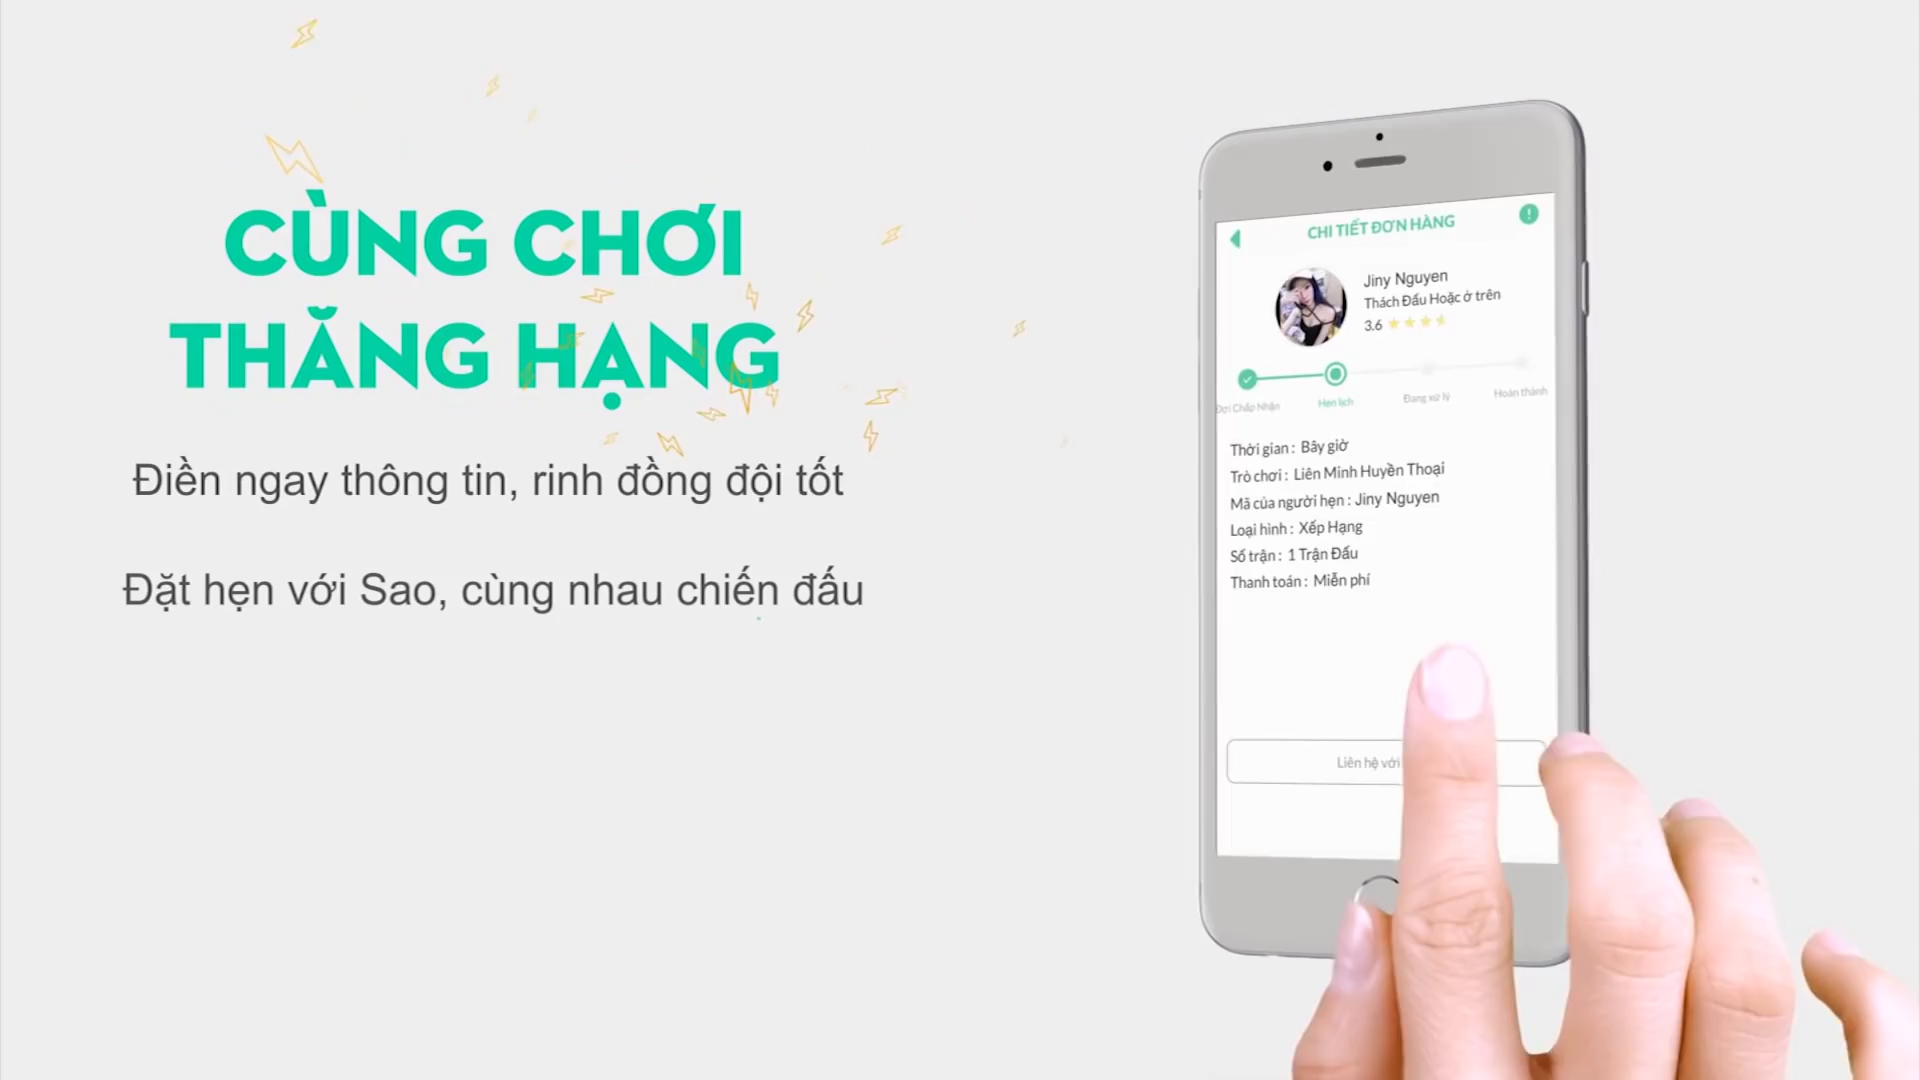 CÙNG CHƠI
THĂNG HẠNG
Điền ngay thông tin, rinh đồng đội tốt
Đặt hẹn với Sao, cùng nhau chiến đấu
CHI TIẾT ĐƠN HÀNG
Jiny Nguyen
Thách Đấu Hoặc ở trên
3.6
Đợi Chấp Nhận
Hẹn lịch
Đang xử lý
Hoàn thành
Thời gian : Bây giờ
Trò chơi : Liên Minh Huyền Thoại
Mã của người hẹn : Jiny Nguyen
Loại hình : Xếp Hạng
Số trận : 1 Trận Đấu
Thanh toán : Miễn phí
Liên hệ với